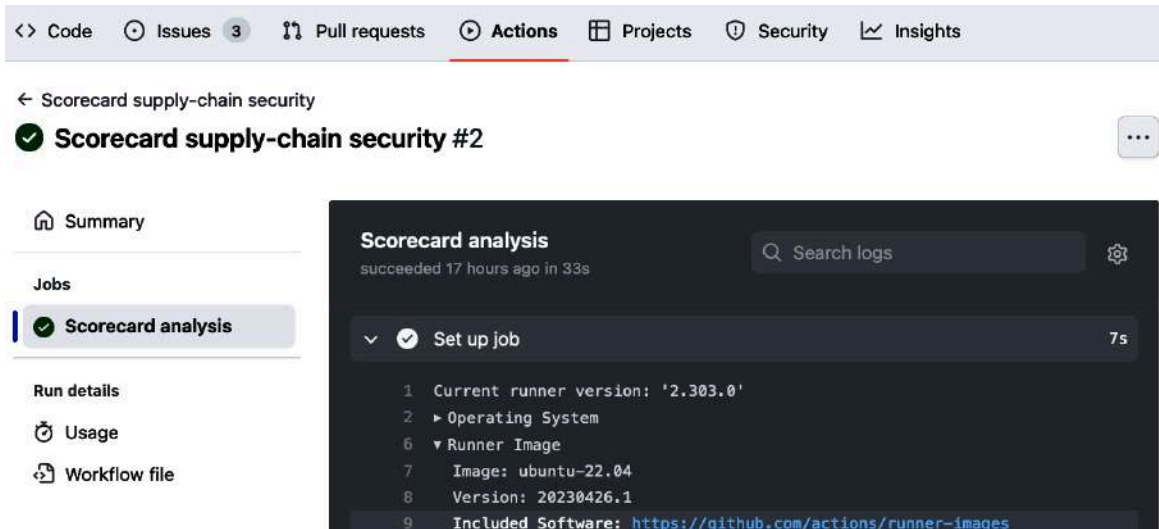 <> Code Issues 3 Pull requests Actions Projects Security Insights
← Scorecard supply-chain security
Scorecard supply-chain security #2
...
Summary
Jobs
Scorecard analysis
Run details
Usage
Workflow file
Scorecard analysis
succeeded 17 hours ago in 33s
Search logs
Set up job 7s
1 Current runner version: '2.303.0'
2 ▸ Operating System
6 ▾ Runner Image
7 Image: ubuntu-22.04
8 Version: 20230426.1
9 Included Software: https://github.com/actions/runner-images